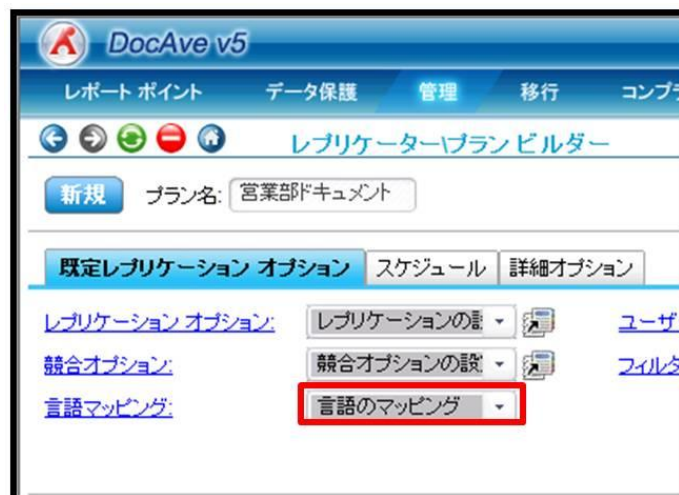 DocAve v5
レポート ポイント データ保護 管理 移行 コンプラ
レプリケーター\プラン ビルダー
新規 プラン名: 営業部ドキュメント
既定レプリケーション オプション スケジュール 詳細オプション
レプリケーション オプション: レプリケーションの設 ユーザ
競合オプション: 競合オプションの設 フィルタ
言語マッピング: 言語のマッピング